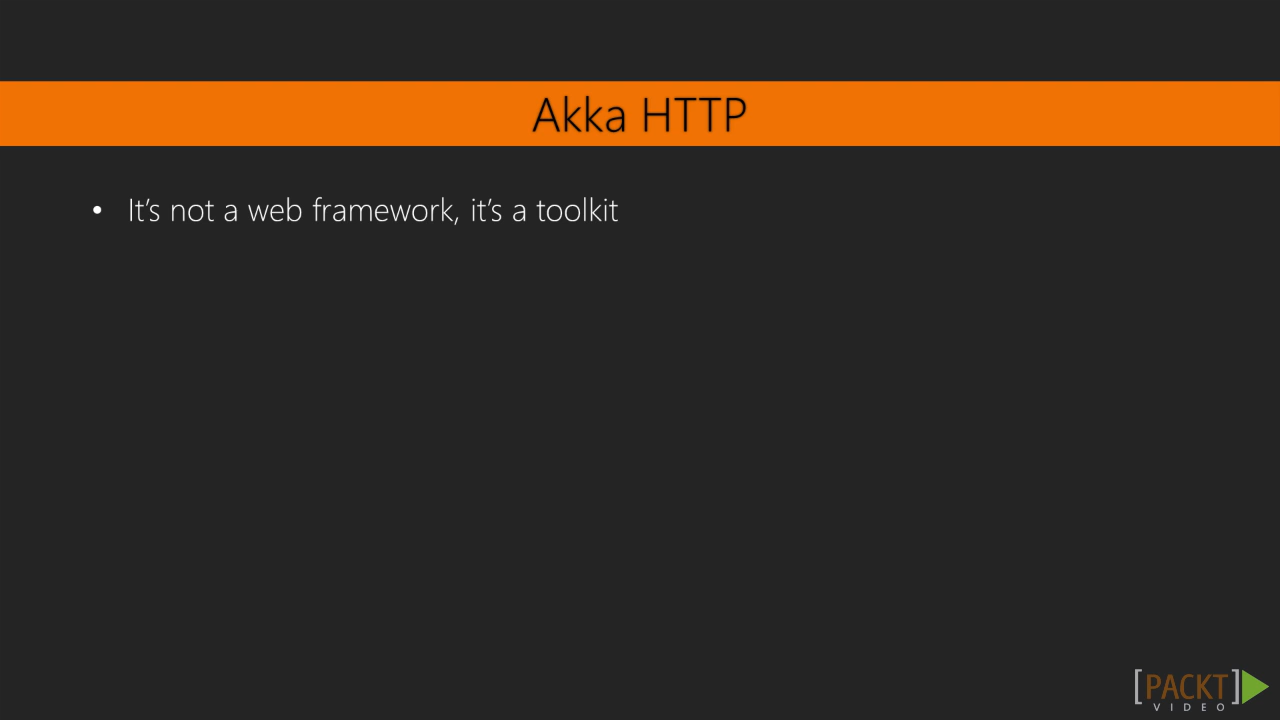 Akka HTTP
• It’s not a web framework, it’s a toolkit
[PACKT]
VIDEO